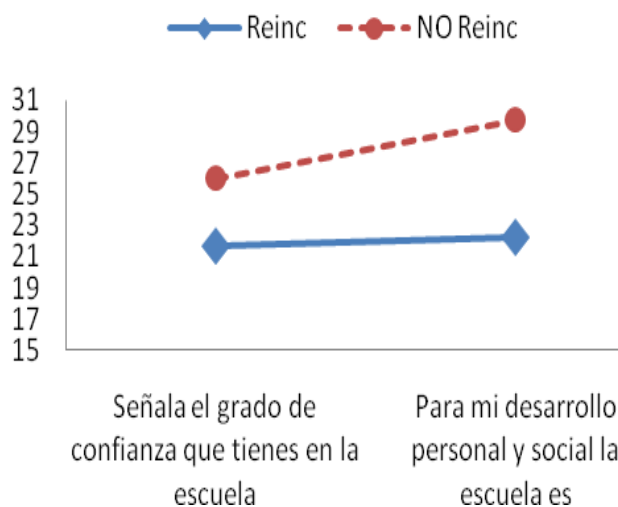 Reinc NO Reinc
31
29
27
25
23
21
19
17
15
Señala el grado de
confianza que tienes en la
escuela
Para mi desarrollo
personal y social la
escuela es